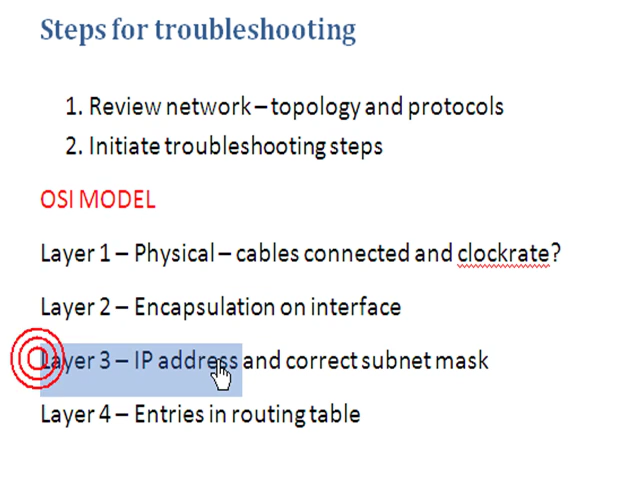 Steps for troubleshooting
1. Review network – topology and protocols
2. Initiate troubleshooting steps
OSI MODEL
Layer 1 – Physical – cables connected and clockrate?
Layer 2 – Encapsulation on interface
Layer 3 – IP address and correct subnet mask
Layer 4 – Entries in routing table